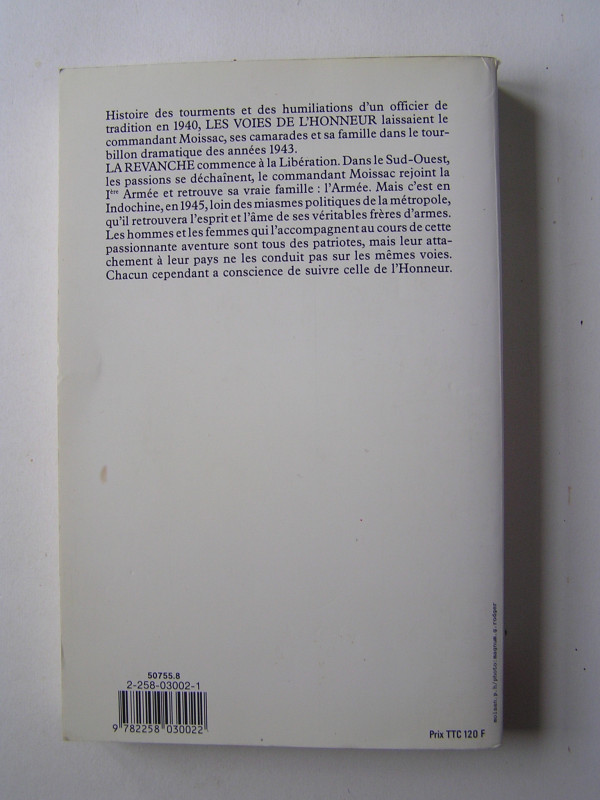 Histoire des tourments et des humiliations d'un officier de
tradition en 1940, LES VOIES DE L'HONNEUR laissaient le
commandant Moissac, ses camarades et sa famille dans le tour-
billon dramatique des années 1943.
LA REVANCHE commence à la Libération. Dans le Sud-Ouest,
les passions se déchaînent, le commandant Moissac rejoint la
Ière Armée et retrouve sa vraie famille : l'Armée. Mais c'est en
Indochine, en 1945, loin des miasmes politiques de la métropole,
qu'il retrouvera l'esprit et l'âme de ses véritables frères d'armes.
Les hommes et les femmes qui l'accompagnent au cours de cette
passionnante aventure sont tous des patriotes, mais leur atta-
chement à leur pays ne les conduit pas sur les mêmes voies.
Chacun cependant a conscience de suivre celle de l'Honneur.
50755.8
2-258-03002-1
9 782258 030022
Prix TTC 120 F
photo magnum g. rodger